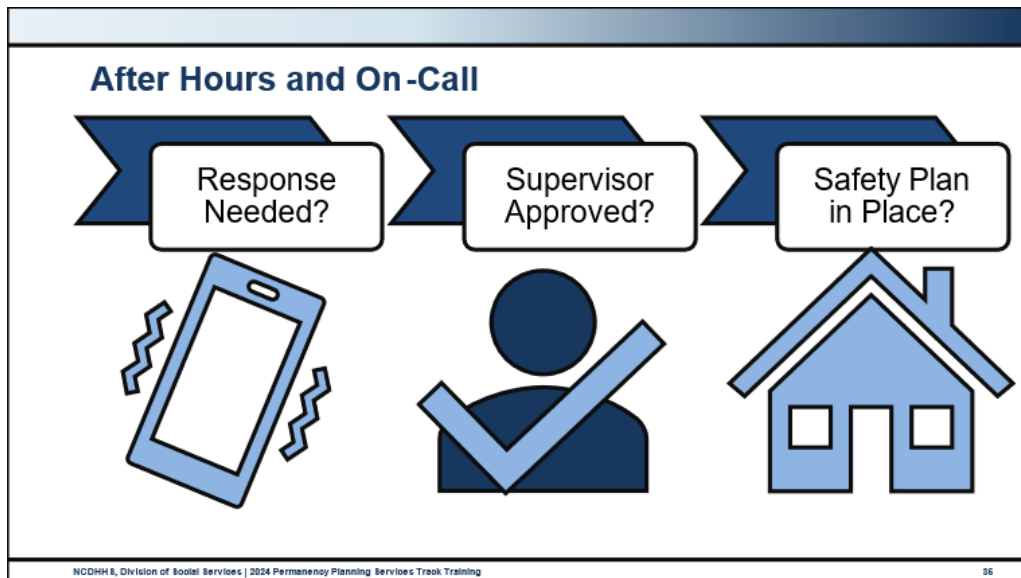 After Hours and On-Call
Response
Needed?
Supervisor
Approved?
Safety Plan
in Place?
NCDHHS, Division of Social Services | 2024 Permanency Planning Services Track Training
36